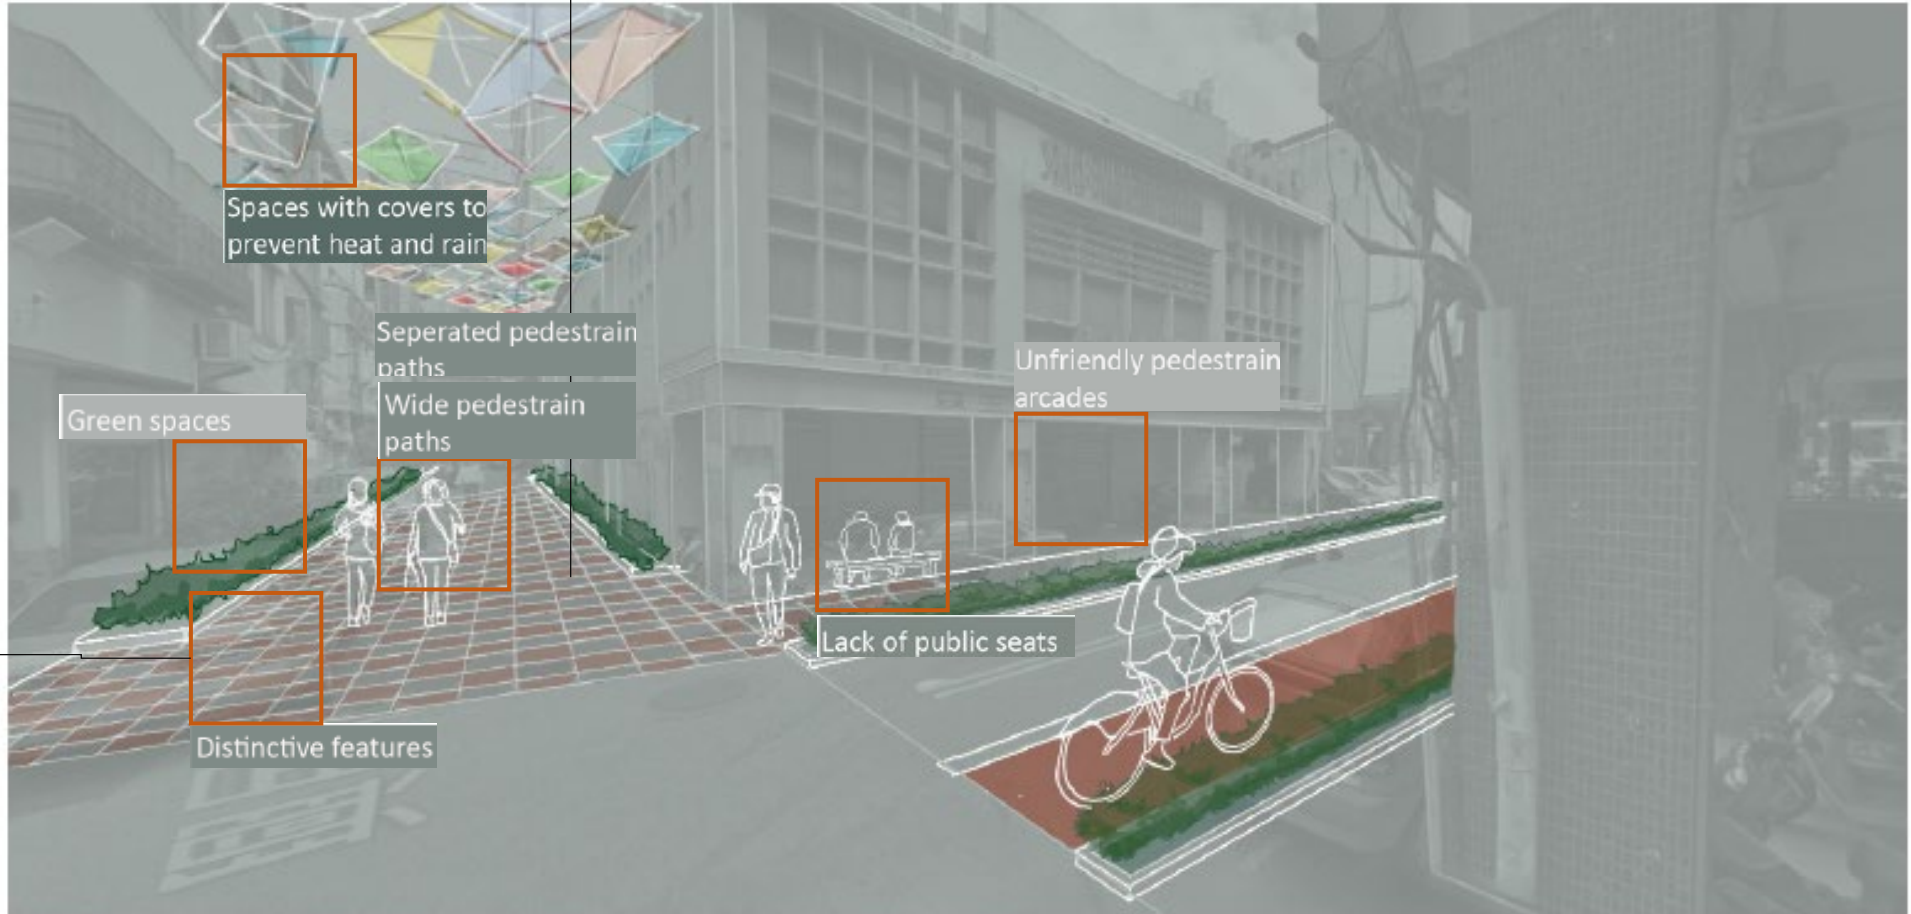 Spaces with covers to
prevent heat and rain
Seperated pedestrain
paths
Wide pedestrain
paths
Green spaces
Unfriendly pedestrain
arcades
Lack of public seats
Distinctive features